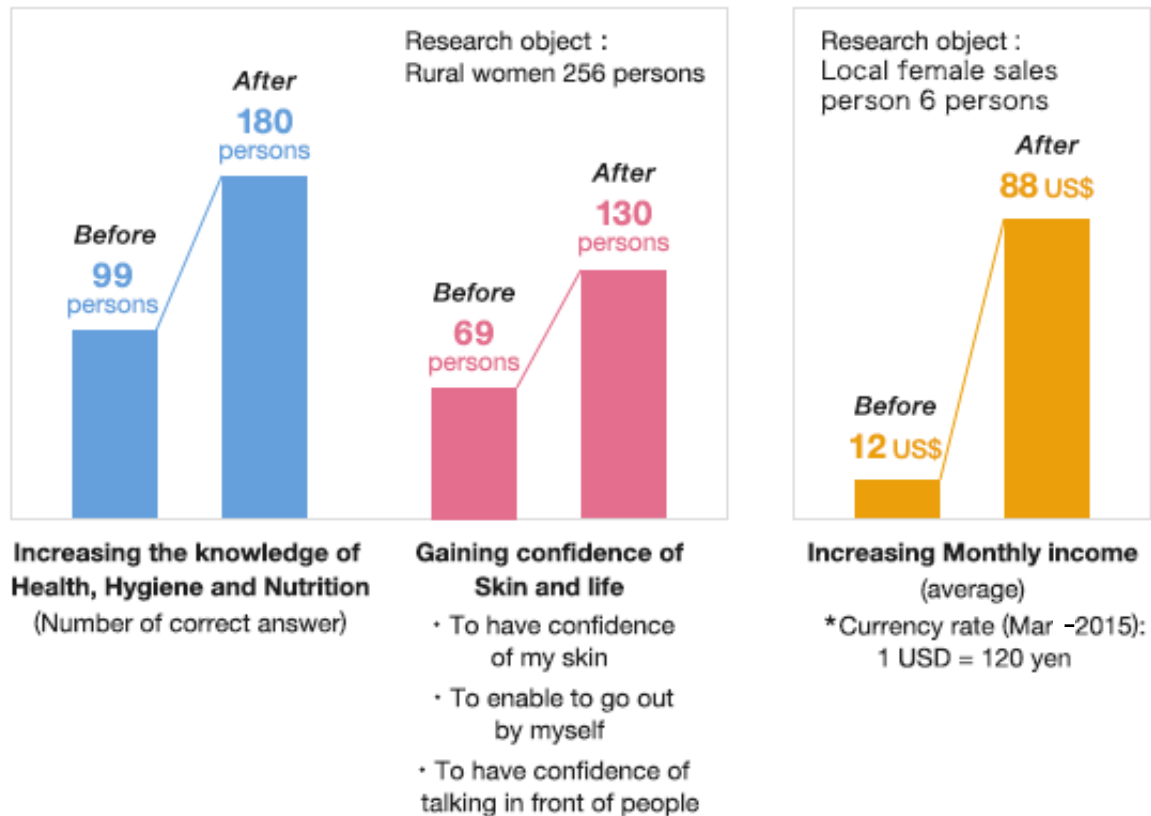 Research object :
Rural women 256 persons
After
180
persons
Before
99
persons
After
130
persons
Before
69
persons
Increasing the knowledge of
Health, Hygiene and Nutrition
(Number of correct answer)
Gaining confidence of
Skin and life
・To have confidence
of my skin
・To enable to go out
by myself
・To have confidence of
talking in front of people
Research object :
Local female sales
person 6 persons
After
88 US$
Before
12 US$
Increasing Monthly income
(average)
*Currency rate (Mar -2015):
1 USD = 120 yen